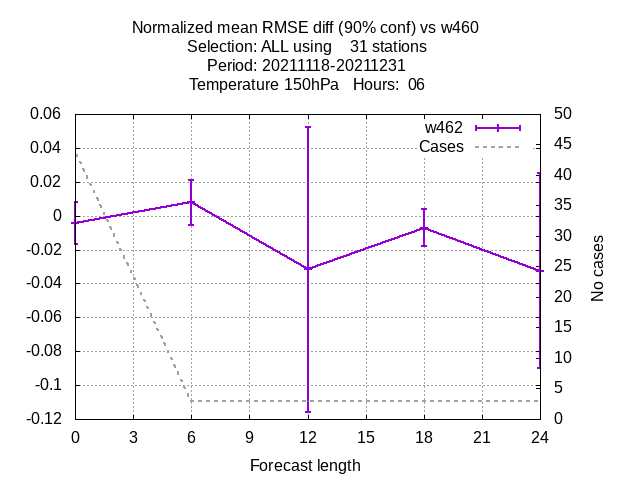 Normalized mean RMSE diff (90% conf) vs w460
Selection: ALL using    31 stations
Period: 20211118-20211231
Temperature 150hPa   Hours:  06
w462
Cases
0.06
0.04
0.02
0
-0.02
-0.04
-0.06
-0.08
-0.1
-0.12
50
45
40
35
30
25
20
15
10
5
0
No cases
0 3 6 9 12 15 18 21 24
Forecast length